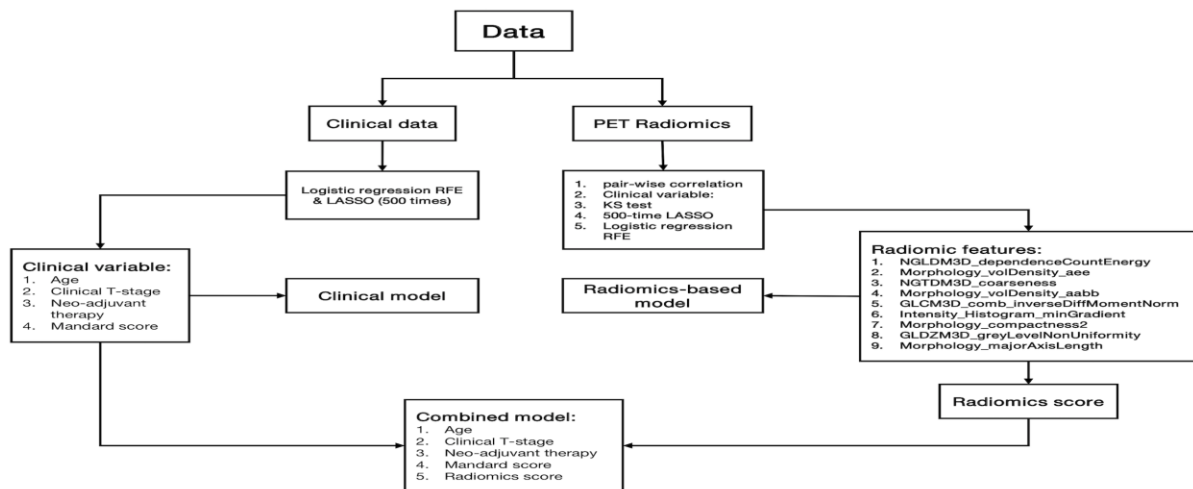 Data
Clinical data
PET Radiomics
Logistic regression RFE
& LASSO (500 times)
1. pair-wise correlation
2. Clinical variable:
3. KS test
4. 500-time LASSO
5. Logistic regression
RFE
Clinical variable:
1. Age
2. Clinical T-stage
3. Neo-adjuvant
therapy
4. Mandard score
Clinical model
Radiomics-based
model
Radiomic features:
1. NGLDM3D_dependenceCountEnergy
2. Morphology_volDensity_aee
3. NGTDM3D_coarseness
4. Morphology_volDensity_aabb
5. GLCM3D_comb_inverseDiffMomentNorm
6. Intensity_Histogram_minGradient
7. Morphology_compactness2
8. GLDZM3D_greyLevelNonUniformity
9. Morphology_majorAxisLength
Radiomics score
Combined model:
1. Age
2. Clinical T-stage
3. Neo-adjuvant therapy
4. Mandard score
5. Radiomics score